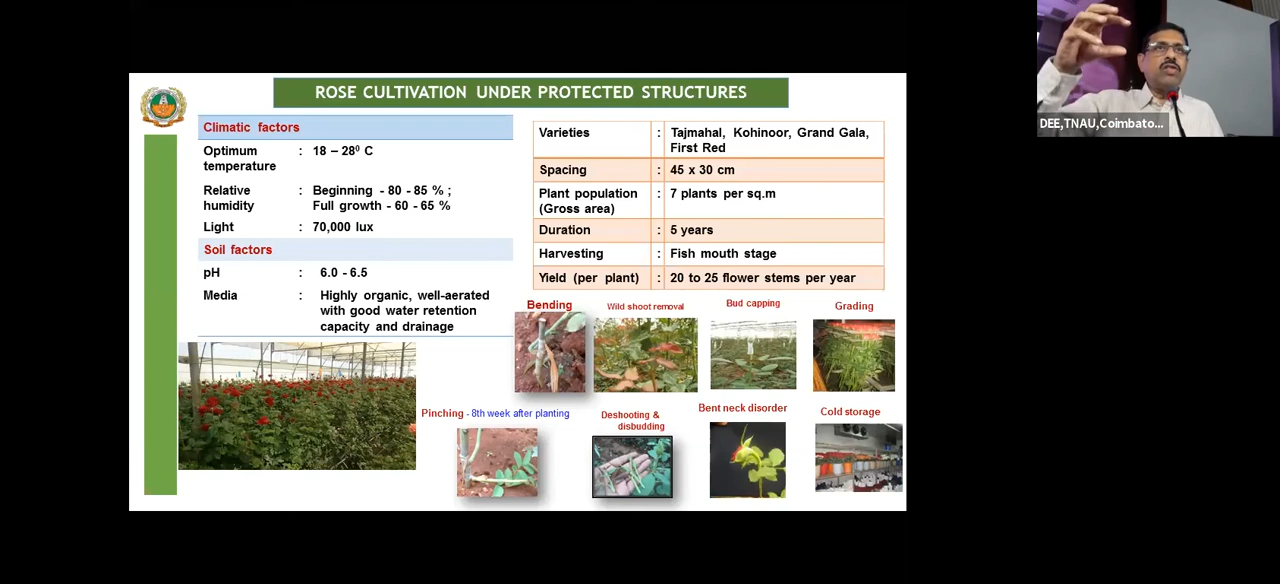 ROSE CULTIVATION UNDER PROTECTED STRUCTURES
Climatic factors
Optimum temperature : 18 – 28⁰ C
Relative humidity : Beginning - 80 - 85 % ;
Full growth - 60 - 65 %
Light : 70,000 lux
Soil factors
pH : 6.0 - 6.5
Media : Highly organic, well-aerated
with good water retention
capacity and drainage
Varieties : Tajmahal, Kohinoor, Grand Gala,
First Red
Spacing : 45 x 30 cm
Plant population : 7 plants per sq.m
(Gross area)
Duration : 5 years
Harvesting : Fish mouth stage
Yield (per plant) : 20 to 25 flower stems per year
Bending
Wild shoot removal
Bud capping
Grading
Pinching - 8th week after planting
Deshooting &
disbudding
Bent neck disorder
Cold storage
DEE,TNAU,Coimbato...